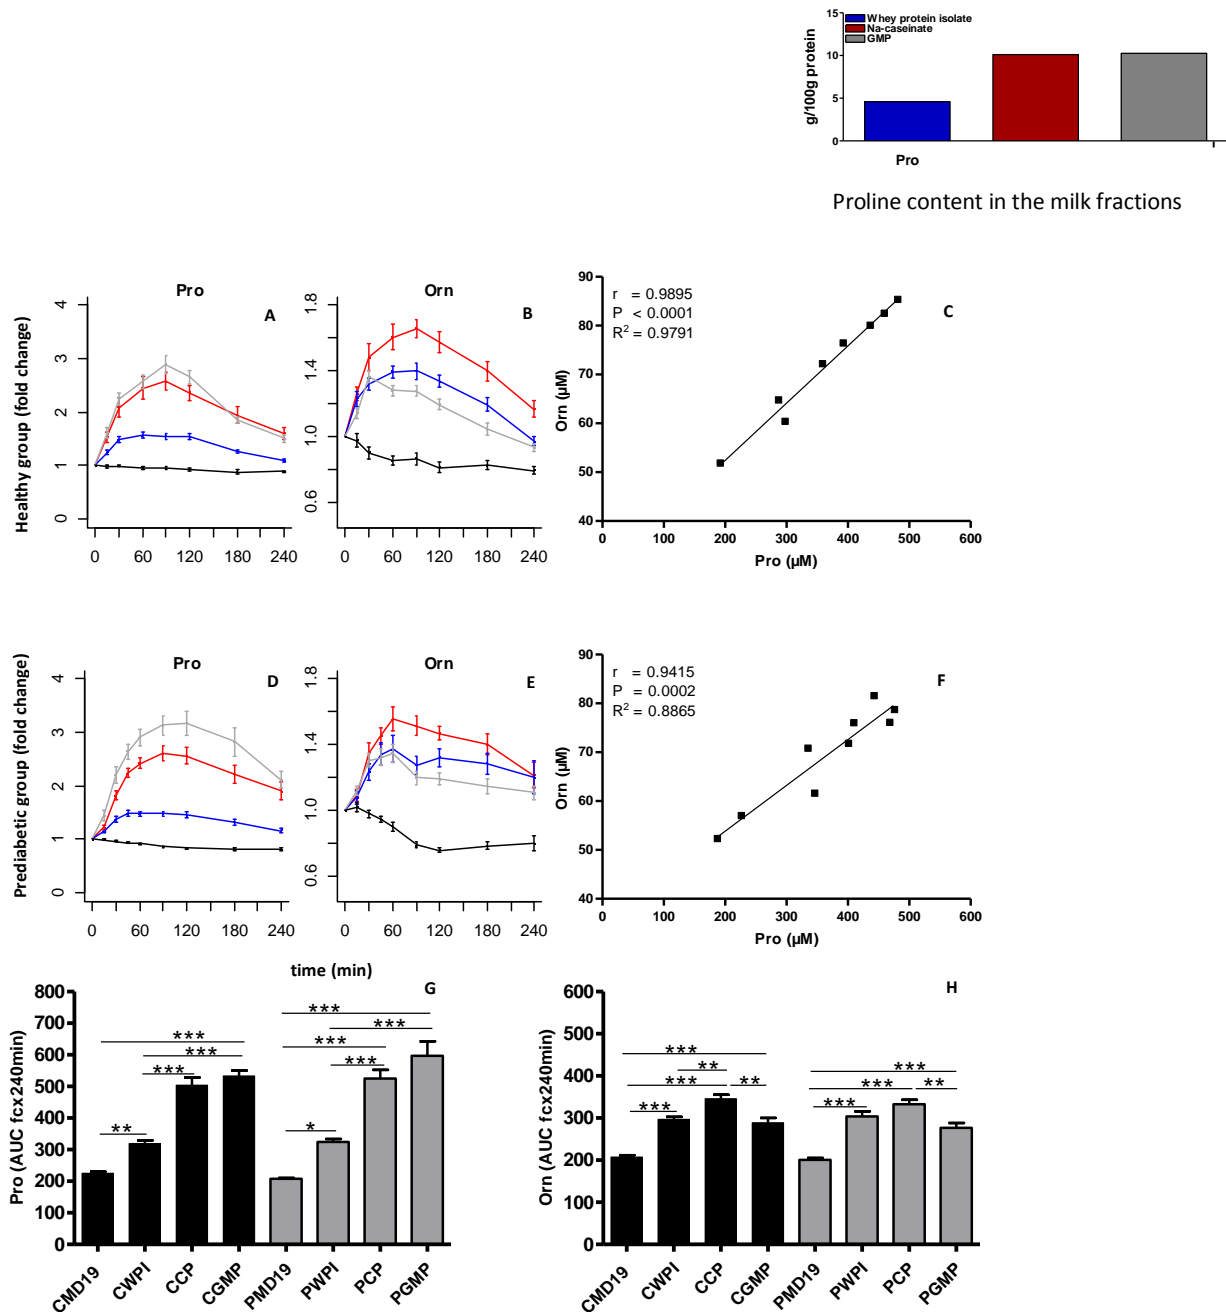 Whey protein isolate
Na-caseinate
GMP
g/100g protein
15
10
5
0
Pro
Proline content in the milk fractions
Healthy group (fold change)
Pro
A
4
3
2
1
0
0 60 120 180 240
Orn
B
1.8
1.4
1.0
0.6
0 60 120 180 240
C
r = 0.9895
P < 0.0001
R² = 0.9791
Orn (µM)
90
80
70
60
50
40
0 100 200 300 400 500 600
Pro (µM)
Prediabetic group (fold change)
Pro
D
4
3
2
1
0
0 60 120 180 240
Orn
E
1.8
1.4
1.0
0.6
0 60 120 180 240
time (min)
F
r = 0.9415
P = 0.0002
R² = 0.8865
Orn (µM)
90
80
70
60
50
40
0 200 300 400 500 600
Pro (µM)
G
Pro (AUC fcx240min)
800
700
600
500
400
300
200
100
0
***
***
***
**
***
***
***
***
*
CMD19 CWPI CCP CGMP PMD19 PWPI PCP PGMP
H
Orn (AUC fcx240min)
600
500
400
300
200
100
0
***
**
***
**
***
***
***
**
***
CMD19 CWPI CCP CGMP PMD19 PWPI PCP PGMP